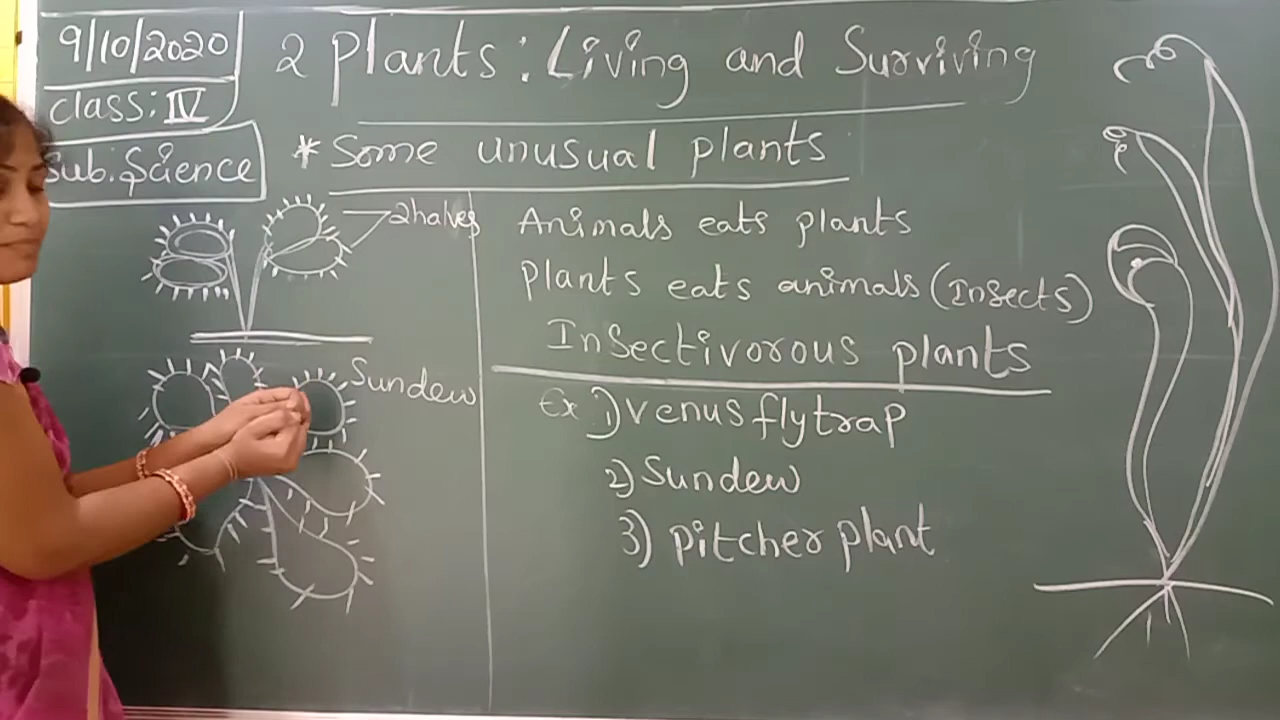 9/10/2020
class: IV
Sub. Science
2 Plants: Living and Surviving
* Some unusual plants
2halves
Sundew
Animals eats plants
plants eats animals (Insects)
Insectivorous plants
Ex 1) venus flytrap
2) Sundew
3) pitcher plant